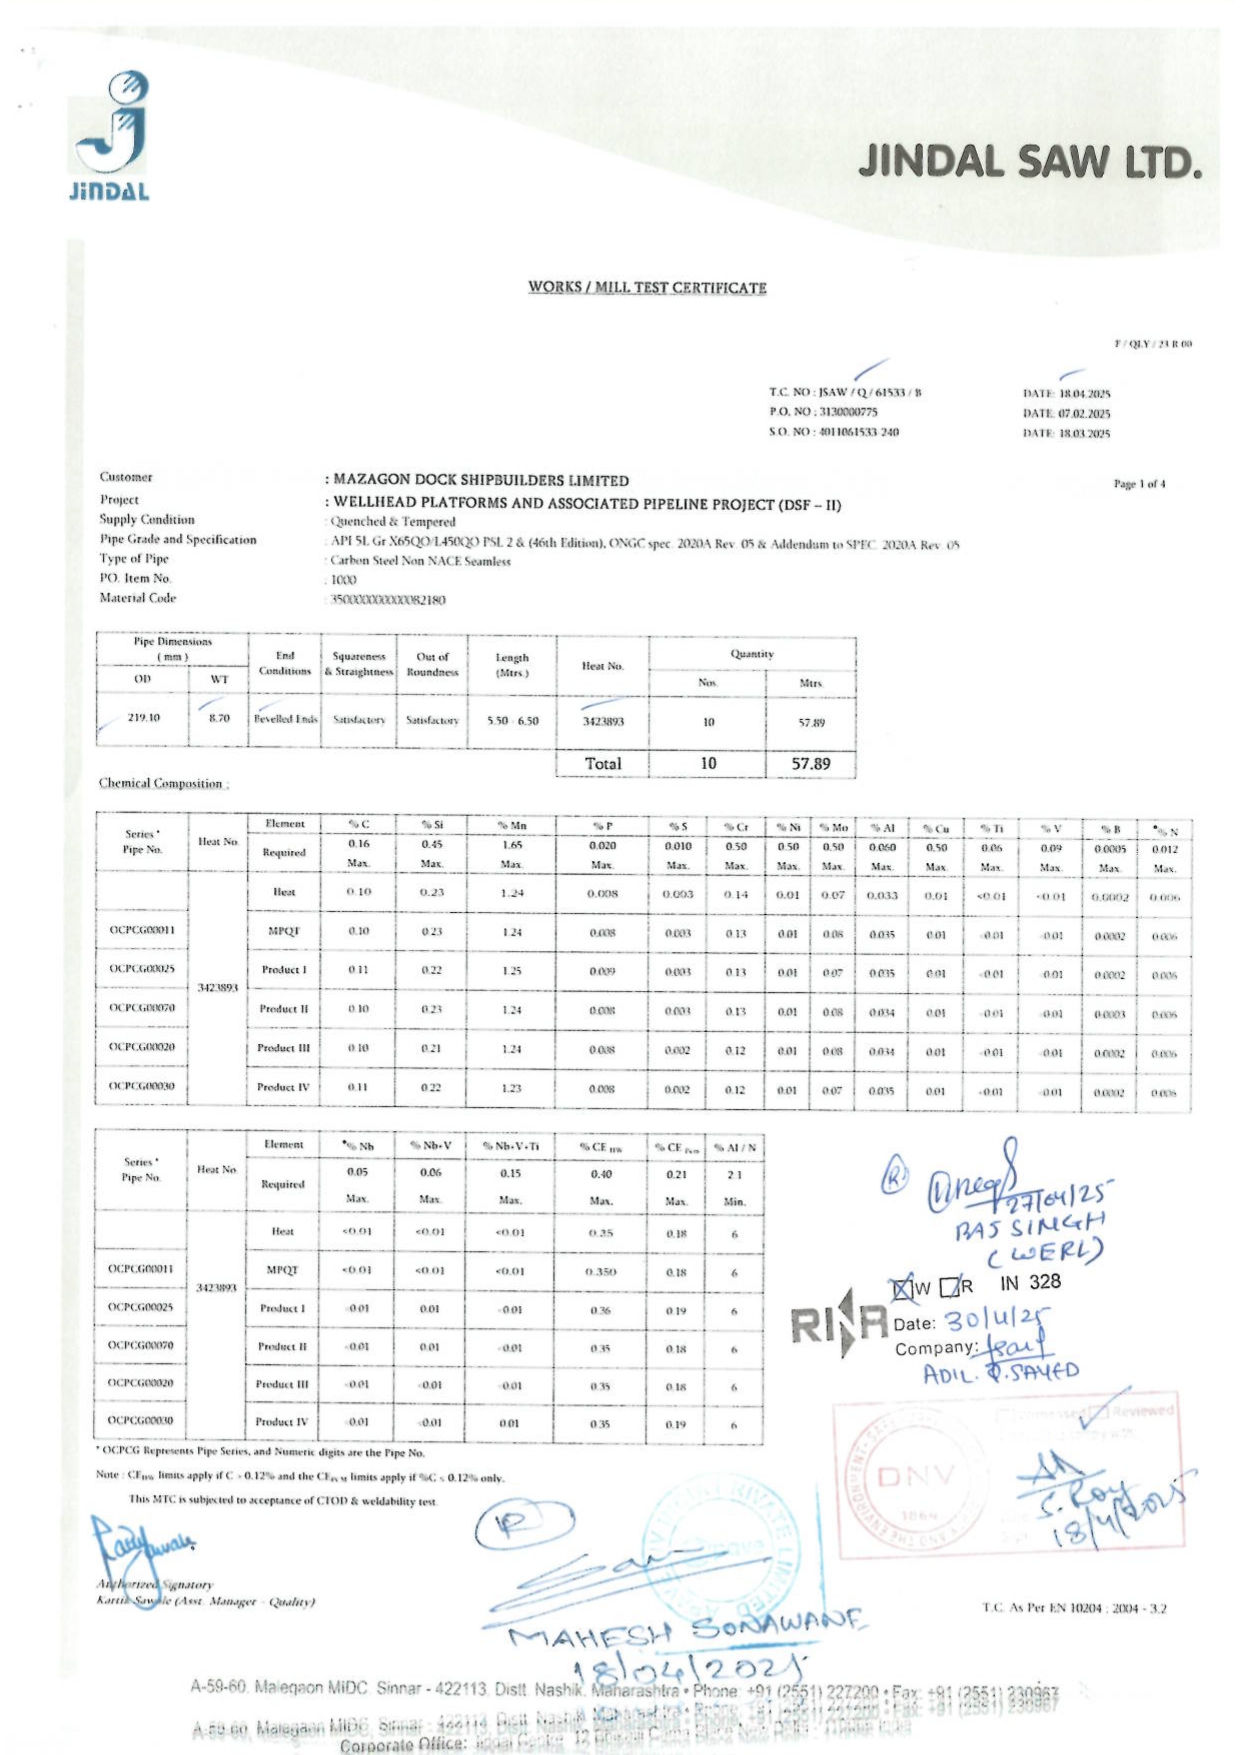 JiNDAL
JINDAL SAW LTD.
WORKS / MILL TEST CERTIFICATE
F / QLY / 23 R 00
T.C. NO : JSAW / Q / 61533 / B DATE: 18.04.2025
P.O. NO : 3130000775 DATE: 07.02.2025
S.O. NO : 4011061533-240 DATE: 18.03.2025
Page 1 of 4
Customer : MAZAGON DOCK SHIPBUILDERS LIMITED
Project : WELLHEAD PLATFORMS AND ASSOCIATED PIPELINE PROJECT (DSF – II)
Supply Condition : Quenched & Tempered
Pipe Grade and Specification : API 5L Gr X65QO/L450QO PSL 2 & (46th Edition), ONGC spec. 2020A Rev. 05 & Addendum to SPEC. 2020A Rev. 05
Type of Pipe : Carbon Steel Non NACE Seamless
PO. Item No. : 1000
Material Code
Pipe Dimensions (mm) End Conditions Squareness & Straightness Out of Roundness Length (Mtrs.) Heat No. Quantity
OD WT Nos. Mtrs.
219.10 8.70 Bevelled Ends Satisfactory Satisfactory 5.50 - 6.50 3423893 10 57.89
Total 10 57.89
Chemical Composition :
Series * Pipe No. Heat No. Element % C % Si % Mn % P % S % Cr % Ni % Mo % Al % Cu % Ti % V % B *% N
Required 0.16 Max. 0.45 Max. 1.65 Max. 0.020 Max. 0.010 Max. 0.50 Max. 0.50 Max. 0.50 Max. 0.060 Max. 0.50 Max. 0.06 Max. 0.09 Max. 0.0005 Max. 0.012 Max.
Heat 0.10 0.23 1.24 0.008 0.003 0.14 0.01 0.07 0.033 0.01 <0.01 <0.01 0.0002 0.006
OCPCG00011 MPQT 0.10 0.23 1.24 0.008 0.003 0.13 0.01 0.08 0.035 0.01 <0.01 <0.01 0.0002 0.006
OCPCG00025 Product I 0.11 0.22 1.25 0.009 0.003 0.13 0.01 0.07 0.035 0.01 <0.01 <0.01 0.0002 0.006
3423893
OCPCG00070 Product II 0.10 0.23 1.24 0.008 0.003 0.13 0.01 0.08 0.034 0.01 <0.01 <0.01 0.0003 0.006
OCPCG00020 Product III 0.10 0.21 1.24 0.008 0.002 0.12 0.01 0.08 0.034 0.01 <0.01 <0.01 0.0002 0.006
OCPCG00030 Product IV 0.11 0.22 1.23 0.008 0.002 0.12 0.01 0.07 0.035 0.01 <0.01 <0.01 0.0002 0.006
Series * Pipe No. Heat No. Element *% Nb % Nb+V % Nb+V+Ti % CE IIW % CE Pcm % Al / N
Required 0.05 Max. 0.06 Max. 0.15 Max. 0.40 Max. 0.21 Max. 2:1 Min.
Heat <0.01 <0.01 <0.01 0.35 0.18 6
OCPCG00011 MPQT <0.01 <0.01 <0.01 0.350 0.18 6
3423893
OCPCG00025 Product I <0.01 <0.01 <0.01 0.36 0.19 6
OCPCG00070 Product II <0.01 <0.01 <0.01 0.35 0.18 6
OCPCG00020 Product III <0.01 <0.01 <0.01 0.35 0.18 6
OCPCG00030 Product IV <0.01 <0.01 <0.01 0.35 0.19 6
R
27/04/25
BAJ SINGH
(WERL)
W R IN 328
RINA
Date: 30/4/25
Company:
ADIL. Q. SAYED
* OCPCG Represents Pipe Series, and Numeric digits are the Pipe No.
Note : CE IIW limits apply if C > 0.12% and the CE Pcm limits apply if %C ≤ 0.12% only.
This MTC is subjected to acceptance of CTOD & weldability test.
Reviewed
DNV
1864
S. Roy
18/4/2025
R
Authorized Signatory
Kartik Sawale (Asst. Manager - Quality)
MAHESH SONAWANE
18/04/2025
T.C. As Per EN 10204 : 2004 - 3.2
A-59-60, Malegaon MIDC, Sinnar - 422113, Distt. Nashik, Maharashtra • Phone: +91 (2551) 227200 • Fax: +91 (2551) 230967
Corporate Office: